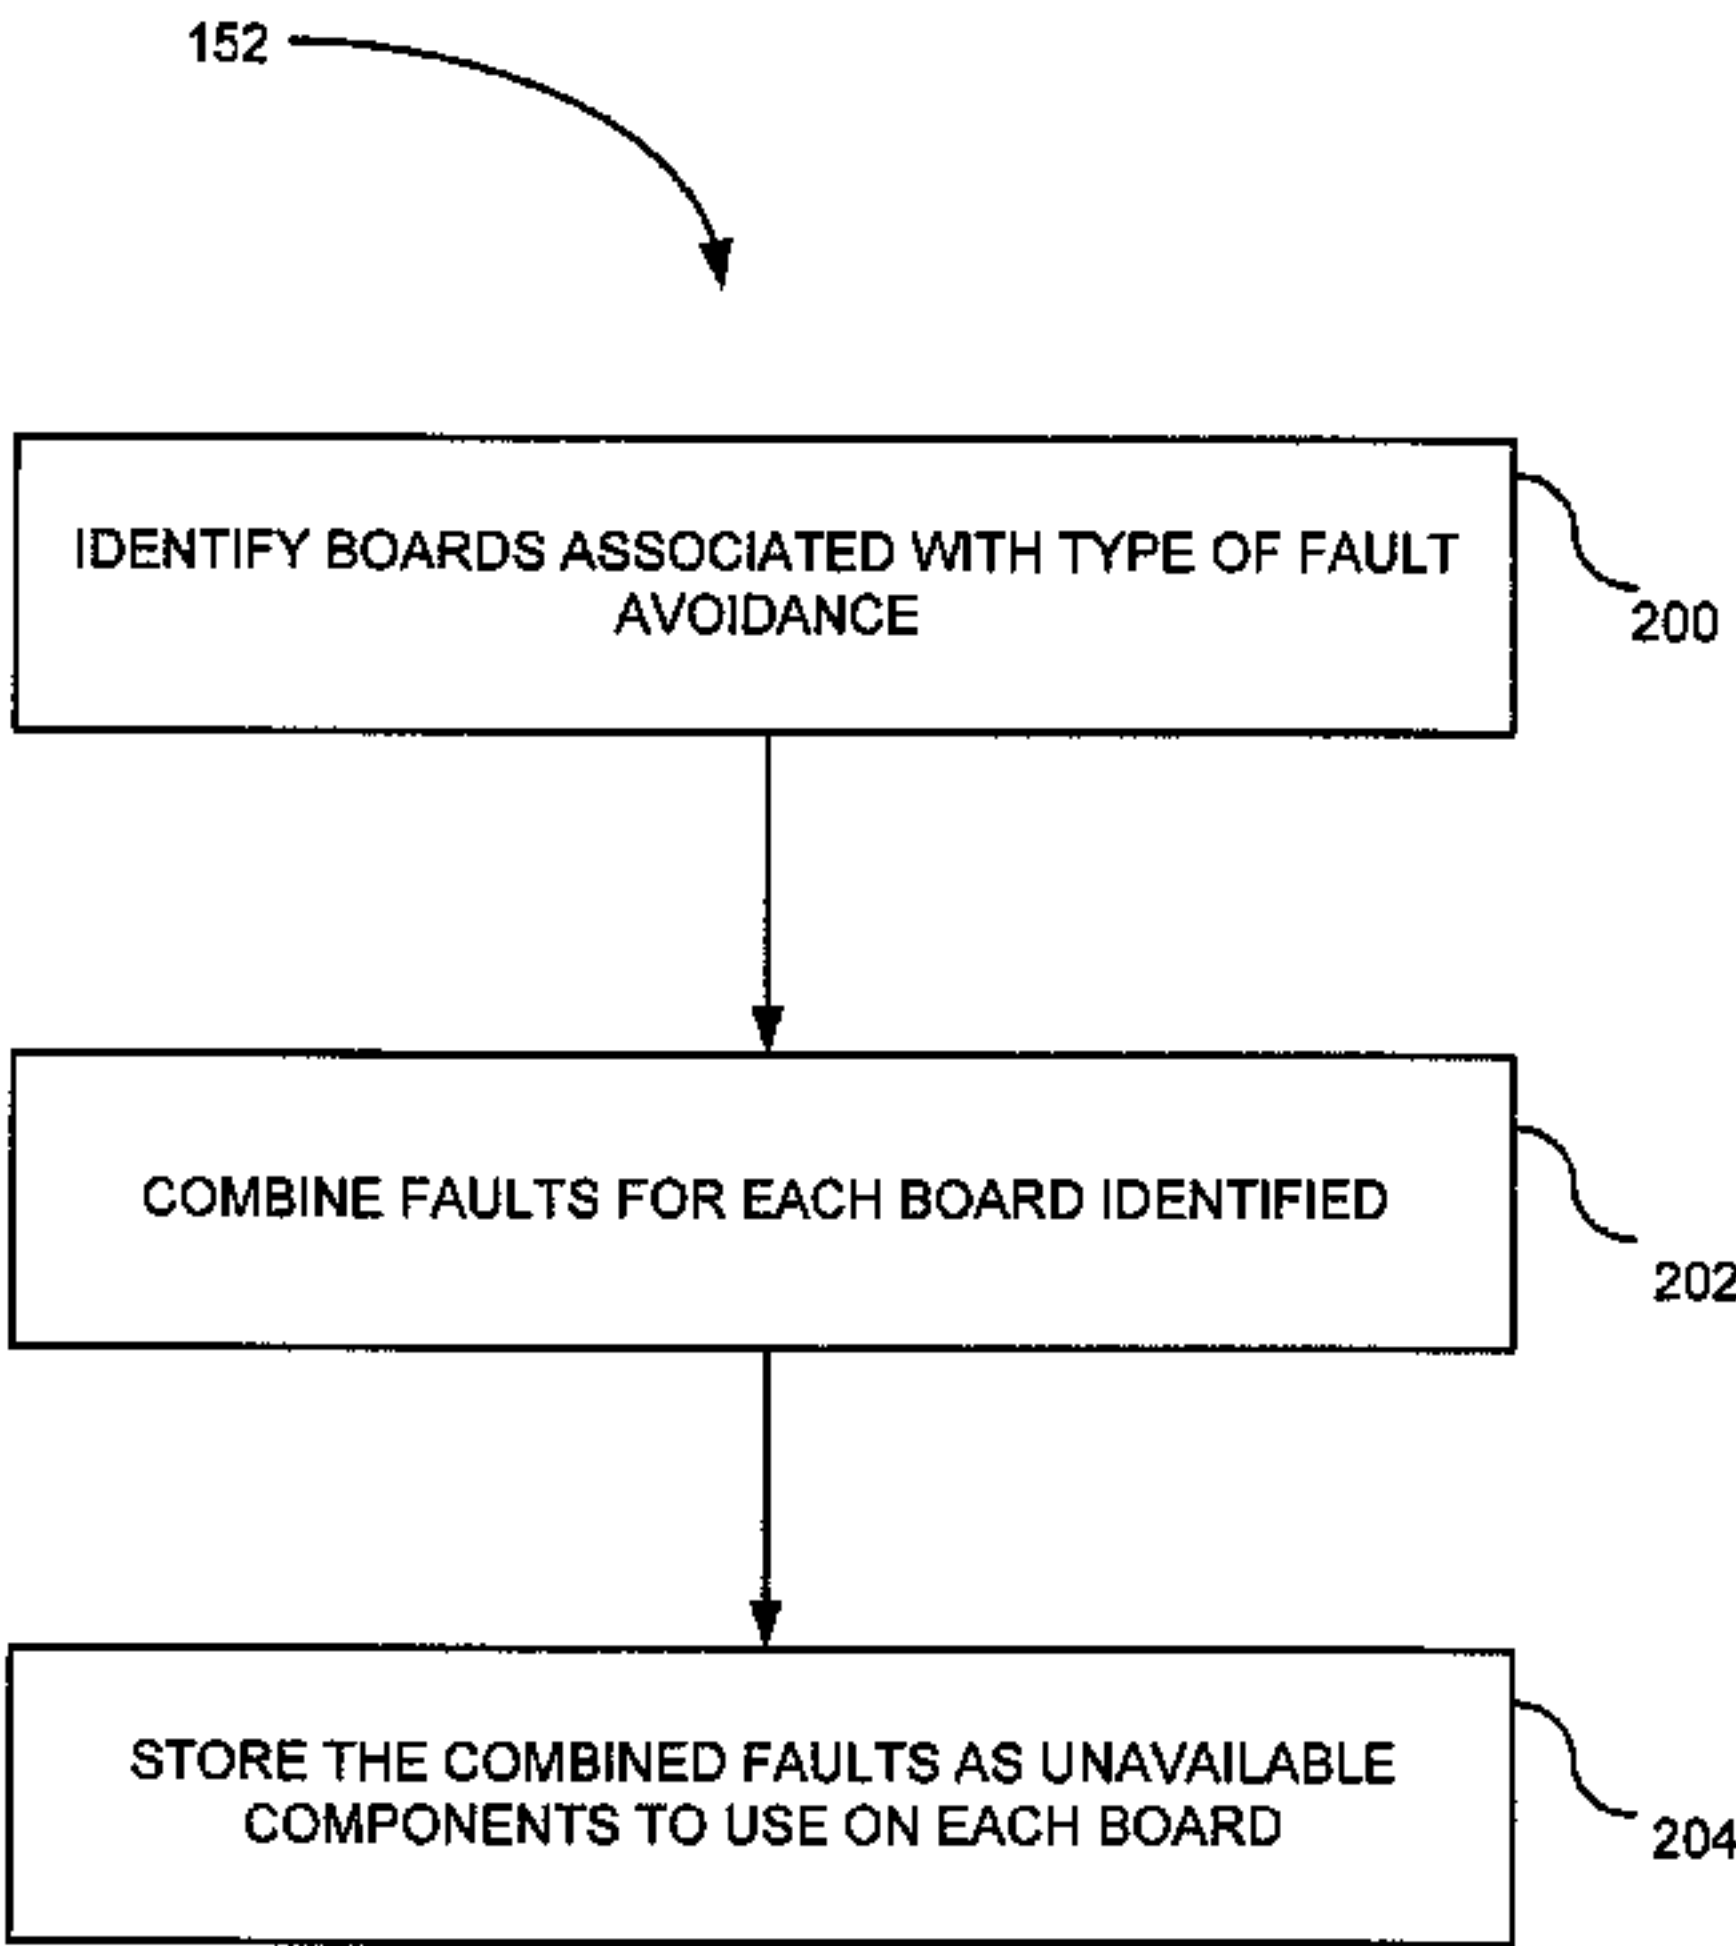 152
IDENTIFY BOARDS ASSOCIATED WITH TYPE OF FAULT
AVOIDANCE
200
COMBINE FAULTS FOR EACH BOARD IDENTIFIED
202
STORE THE COMBINED FAULTS AS UNAVAILABLE
COMPONENTS TO USE ON EACH BOARD
204